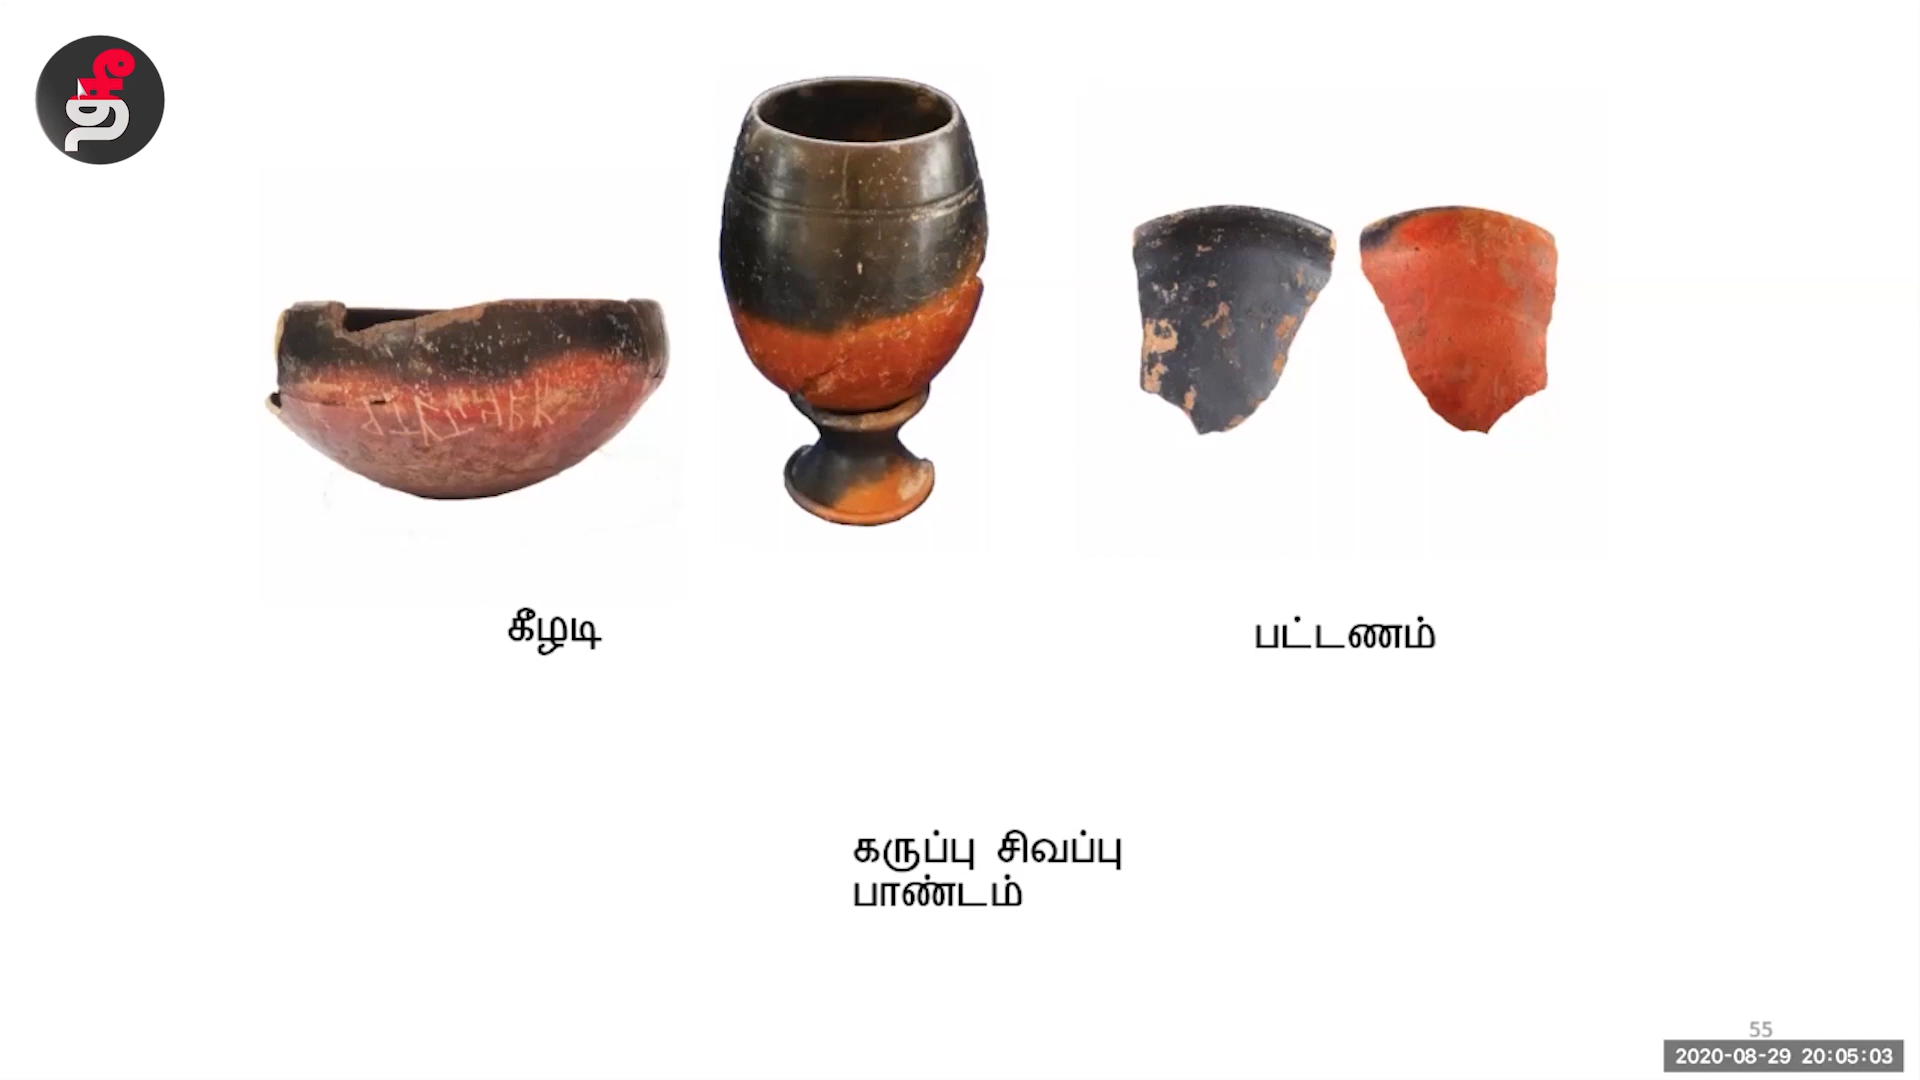 கீழடி
பட்டணம்
கருப்பு சிவப்பு
பாண்டம்
55
2020-08-29 20:05:03